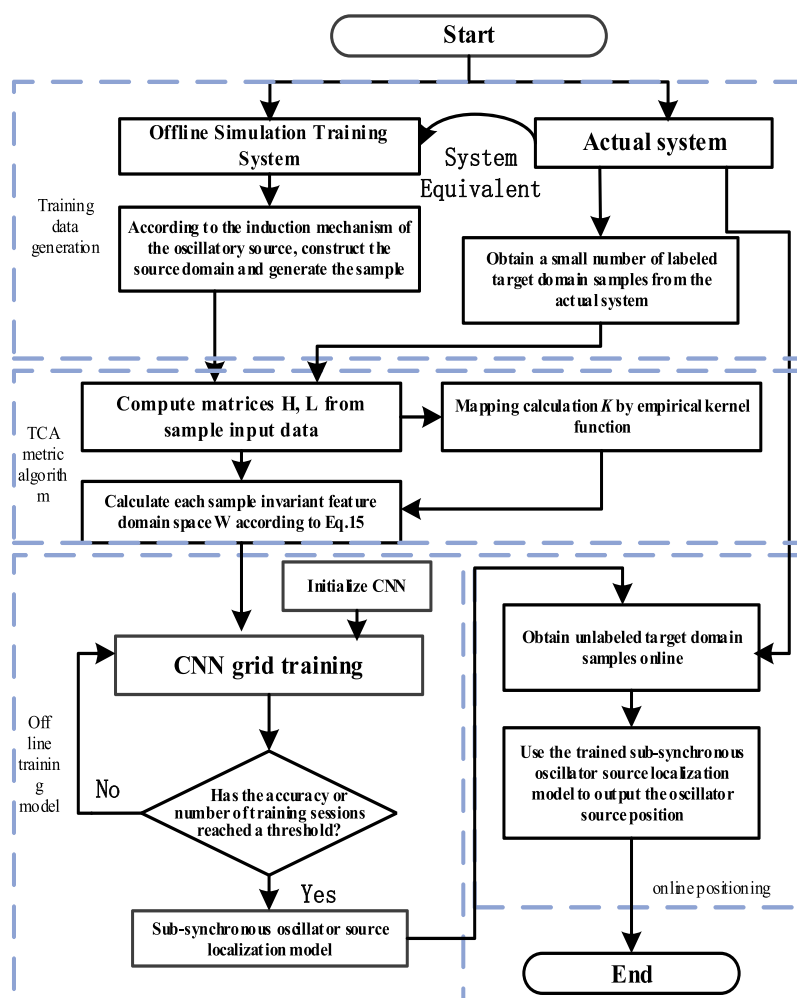 Start
Offline Simulation Training
System
System
Equivalent
Actual system
Training
data
generation
According to the induction mechanism of
the oscillatory source, construct the
source domain and generate the sample
Obtain a small number of labeled
target domain samples from the
actual system
TCA
metric
algorith
m
Compute matrices H, L from
sample input data
Mapping calculation K by empirical kernel
function
Calculate each sample invariant feature
domain space W according to Eq.15
Initialize CNN
CNN grid training
Off
line
trainin
g
model
No
Has the accuracy or
number of training sessions
reached a threshold?
Yes
Sub-synchronous oscillator source
localization model
Obtain unlabeled target domain
samples online
Use the trained sub-synchronous
oscillator source localization
model to output the oscillator
source position
online positioning
End